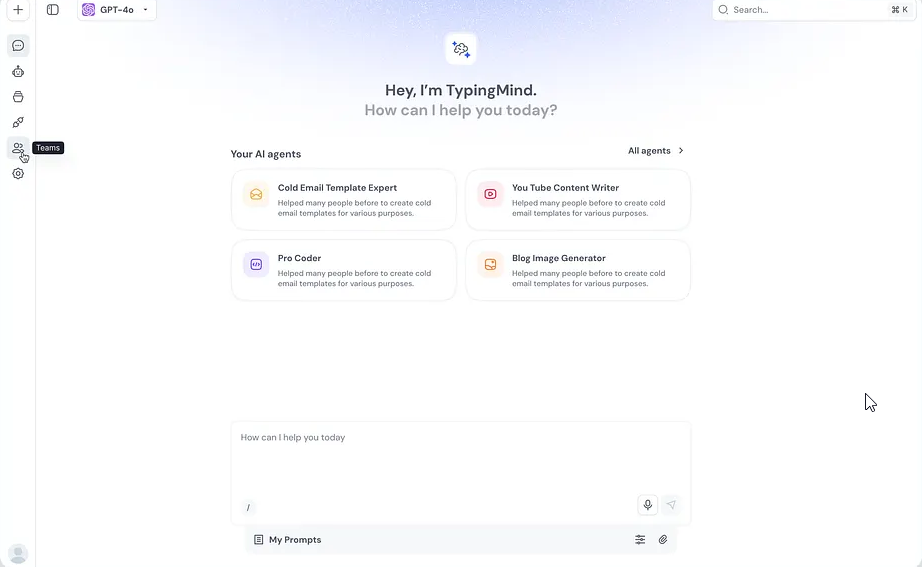 GPT-4o
Search...
⌘ K
Hey, I'm TypingMind.
How can I help you today?
Teams
Your AI agents
All agents
Cold Email Template Expert
Helped many people before to create cold
email templates for various purposes.
You Tube Content Writer
Helped many people before to create cold
email templates for various purposes.
Pro Coder
Helped many people before to create cold
email templates for various purposes.
Blog Image Generator
Helped many people before to create cold
email templates for various purposes.
How can I help you today
/
My Prompts